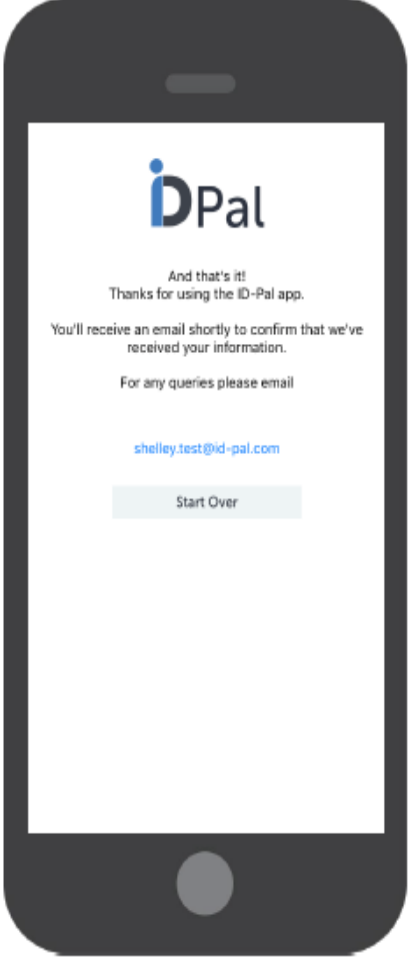 iDPal
And that's it!
Thanks for using the ID-Pal app.
You'll receive an email shortly to confirm that we've
received your information.
For any queries please email
shelley.test@id-pal.com
Start Over